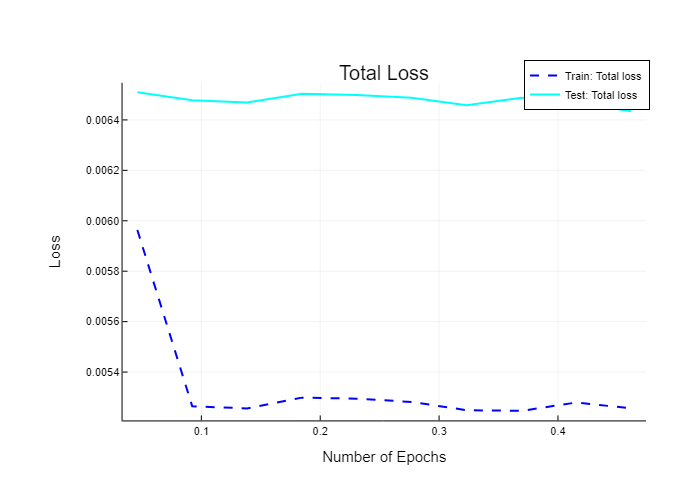 Total Loss
Train: Total loss
Test: Total loss
0.0064
0.0062
0.0060
0.0058
0.0056
0.0054
Loss
0.1
0.2
0.3
0.4
Number of Epochs